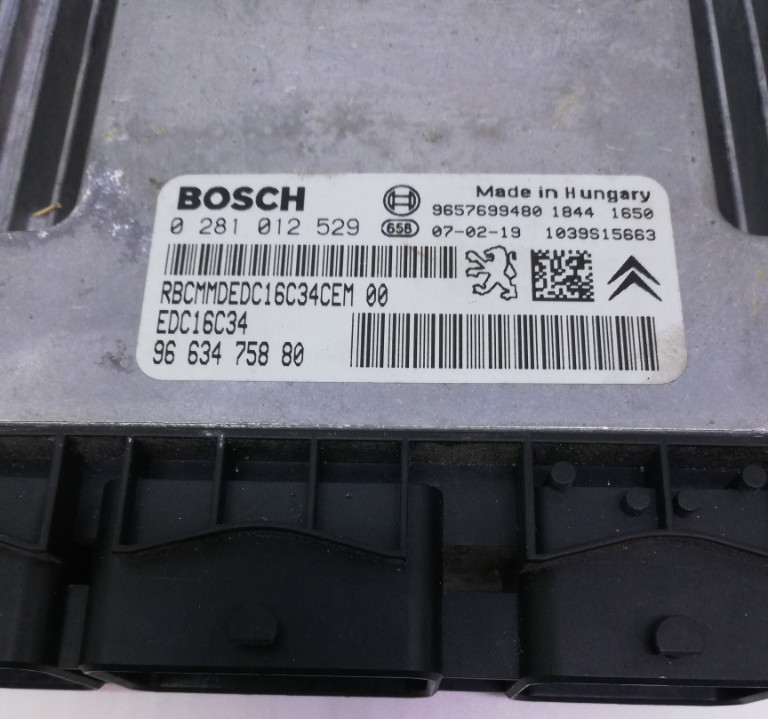 BOSCH
Made in Hungary
0 281 012 529
9657699480 1844 1650
658 07-02-19 1039S15663
RBCMMDEDC16C34CEM 00
EDC16C34
96 634 758 80